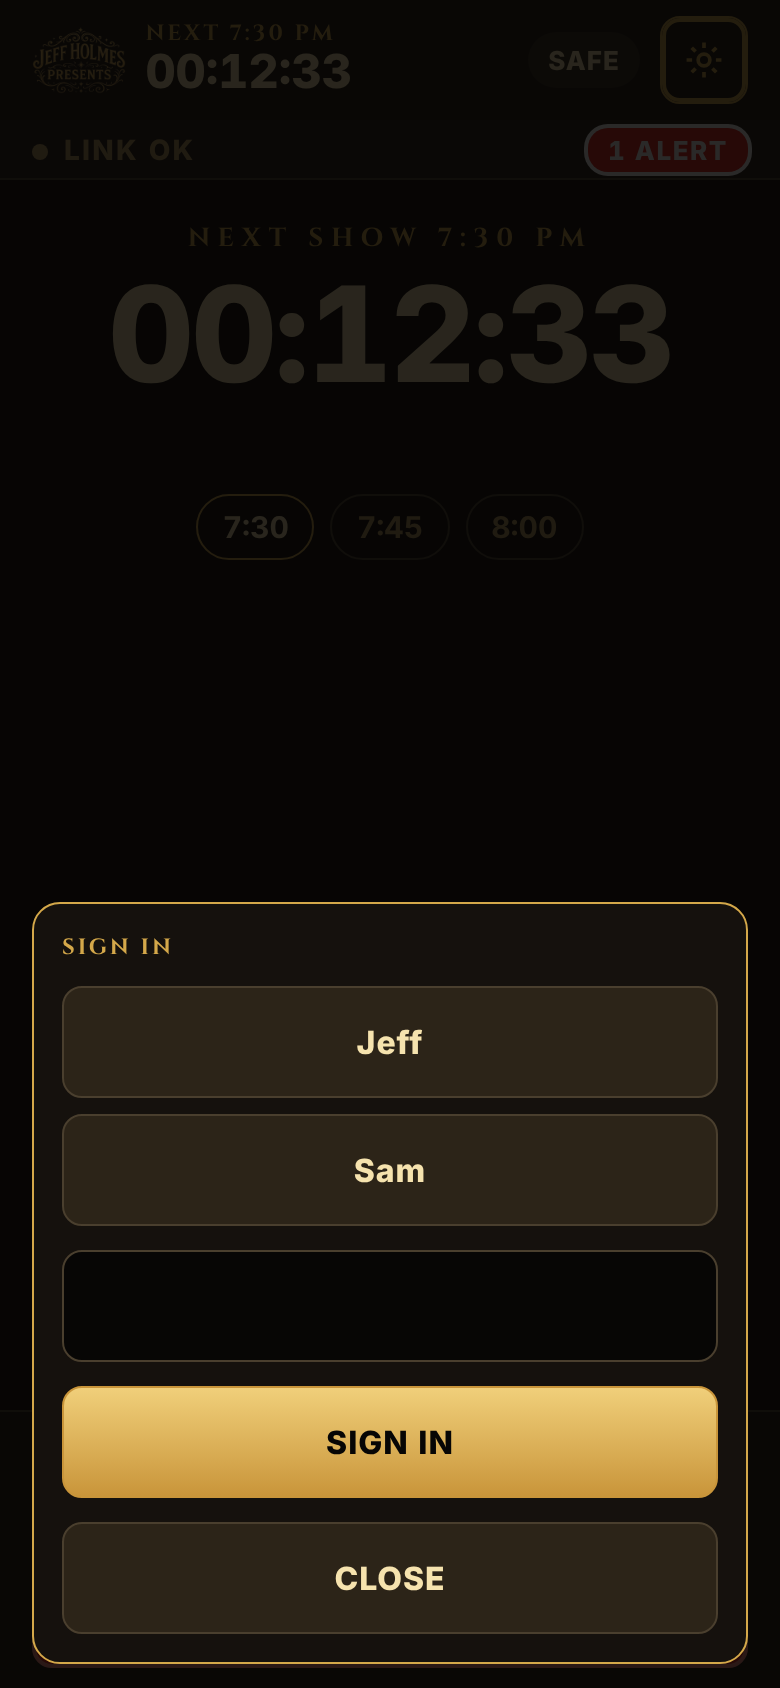 JEFF HOLMES
PRESENTS
NEXT 7:30 PM
00:12:33
SAFE
LINK OK
1 ALERT
NEXT SHOW 7:30 PM
00:12:33
7:30
7:45
8:00
SIGN IN
Jeff
Sam
SIGN IN
CLOSE